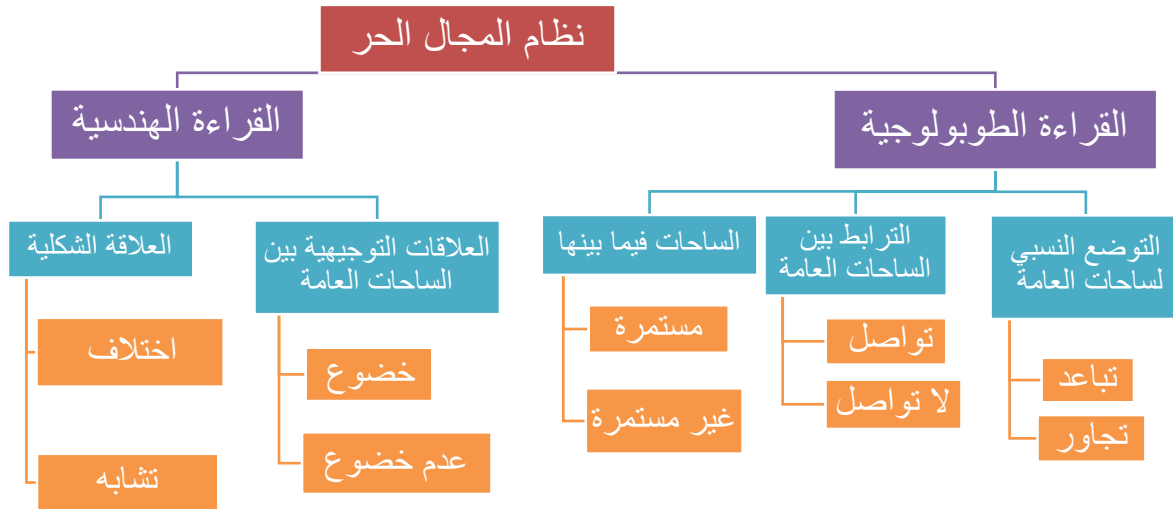 نظام المجال الحر
القراءة الطوبولوجية
القراءة الهندسية
التوضع النسبي
لساحات العامة
الترابط بين
الساحات العامة
الساحات فيما بينها
العلاقات التوجيهية بين
الساحات العامة
العلاقة الشكلية
تباعد
تجاور
تواصل
لا تواصل
مستمرة
غير مستمرة
خضوع
عدم خضوع
اختلاف
تشابه